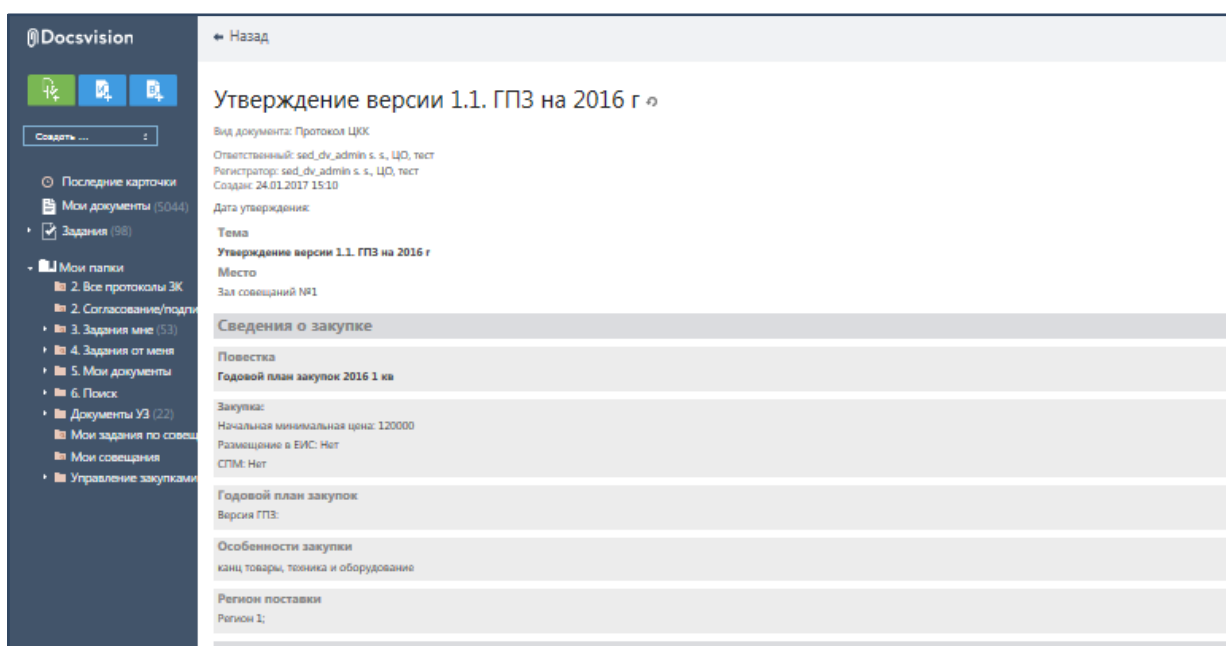 Docsvision
Назад
Создать ...
Последние карточки
Мои документы (5044)
Задания (98)
Мои папки
2. Все протоколы ЗК
2. Согласование/подпи
3. Задания мне (53)
4. Задания от меня
5. Мои документы
6. Поиск
Документы УЗ (22)
Мои задания по совещ
Мои совещания
Управление закупками
Утверждение версии 1.1. ГПЗ на 2016 г
Вид документа: Протокол ЦКК
Ответственный: sed_dv_admin s. s., ЦО, тест
Регистратор: sed_dv_admin s. s., ЦО, тест
Создан: 24.01.2017 15:10
Дата утверждения:
Тема
Утверждение версии 1.1. ГПЗ на 2016 г
Место
Зал совещаний №1
Сведения о закупке
Повестка
Годовой план закупок 2016 1 кв
Закупка:
Начальная минимальная цена: 120000
Размещение в ЕИС: Нет
СПМ: Нет
Годовой план закупок
Версия ГПЗ:
Особенности закупки
канц товары, техника и оборудование
Регион поставки
Регион 1;